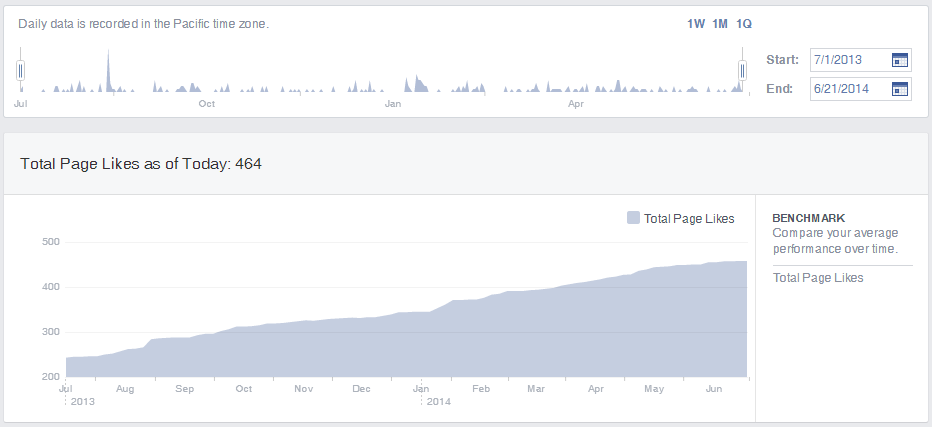 Daily data is recorded in the Pacific time zone.
1W 1M 1Q
Start: 7/1/2013
End: 6/21/2014
Jul Oct Jan Apr
Total Page Likes as of Today: 464
Total Page Likes
BENCHMARK
Compare your average
performance over time.
Total Page Likes
500
400
300
200
Jul Aug Sep Oct Nov Dec Jan Feb Mar Apr May Jun
2013 2014